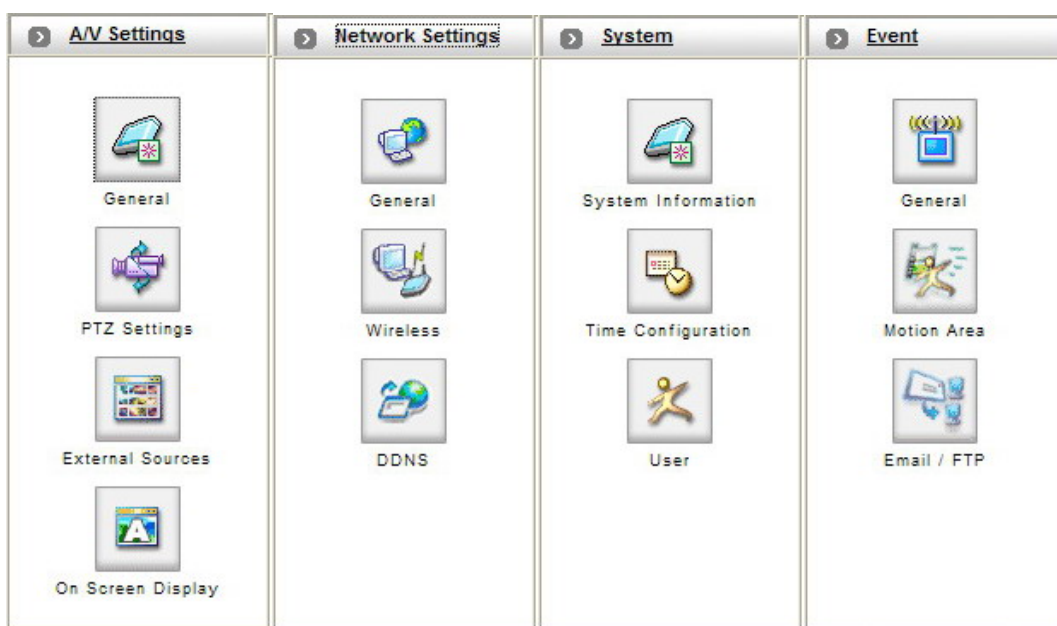 A/V Settings
General
PTZ Settings
External Sources
On Screen Display
Network Settings
General
Wireless
DDNS
System
System Information
Time Configuration
User
Event
General
Motion Area
Email / FTP